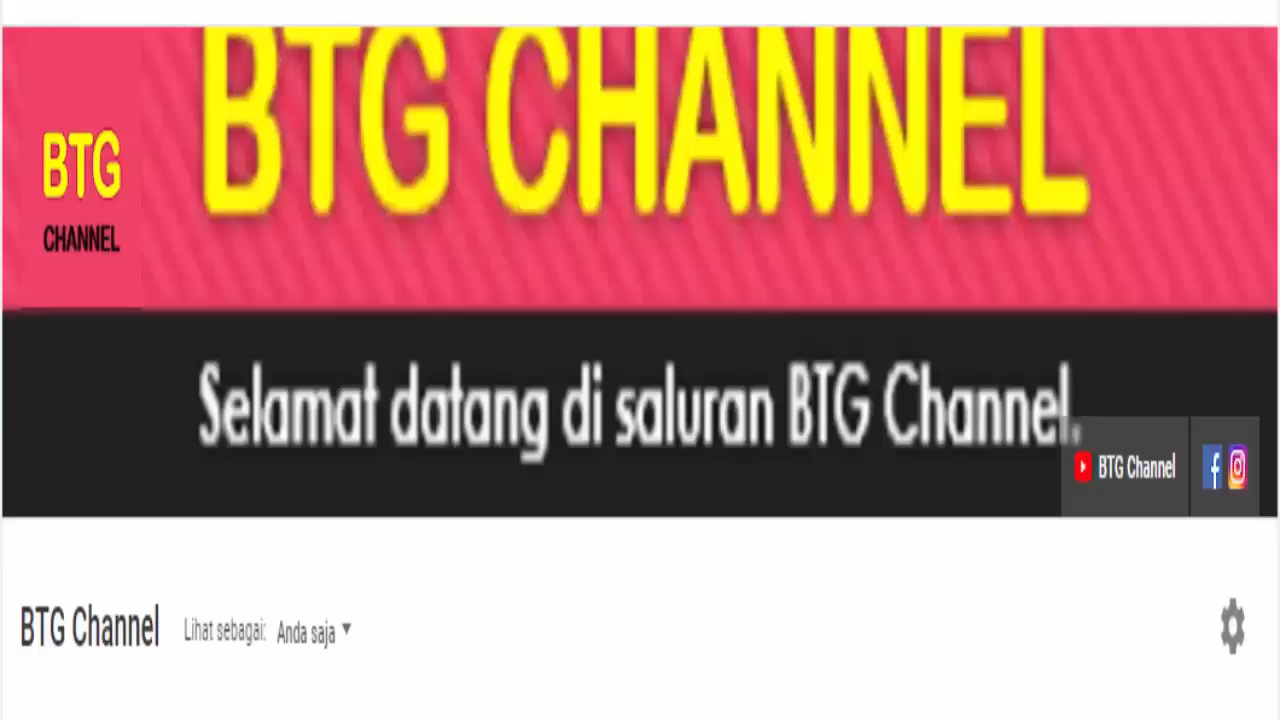 BTG CHANNEL
BTG
CHANNEL
Selamat datang di saluran BTG Channel.
BTG Channel
BTG Channel Lihat sebagai: Anda saja